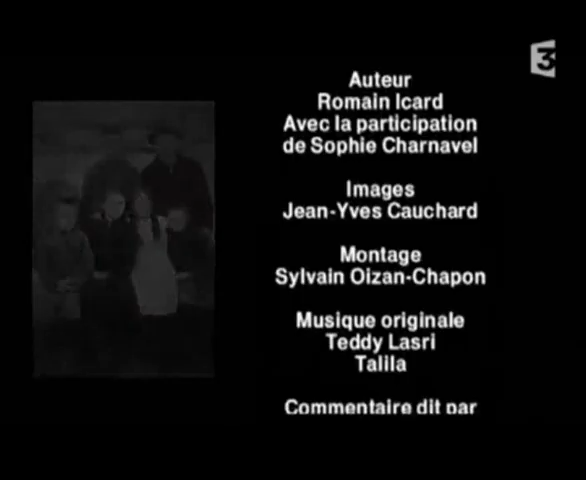 3
Auteur
Romain Icard
Avec la participation
de Sophie Charnavel
Images
Jean-Yves Cauchard
Montage
Sylvain Oizan-Chapon
Musique originale
Teddy Lasri
Talila
Commentaire dit par